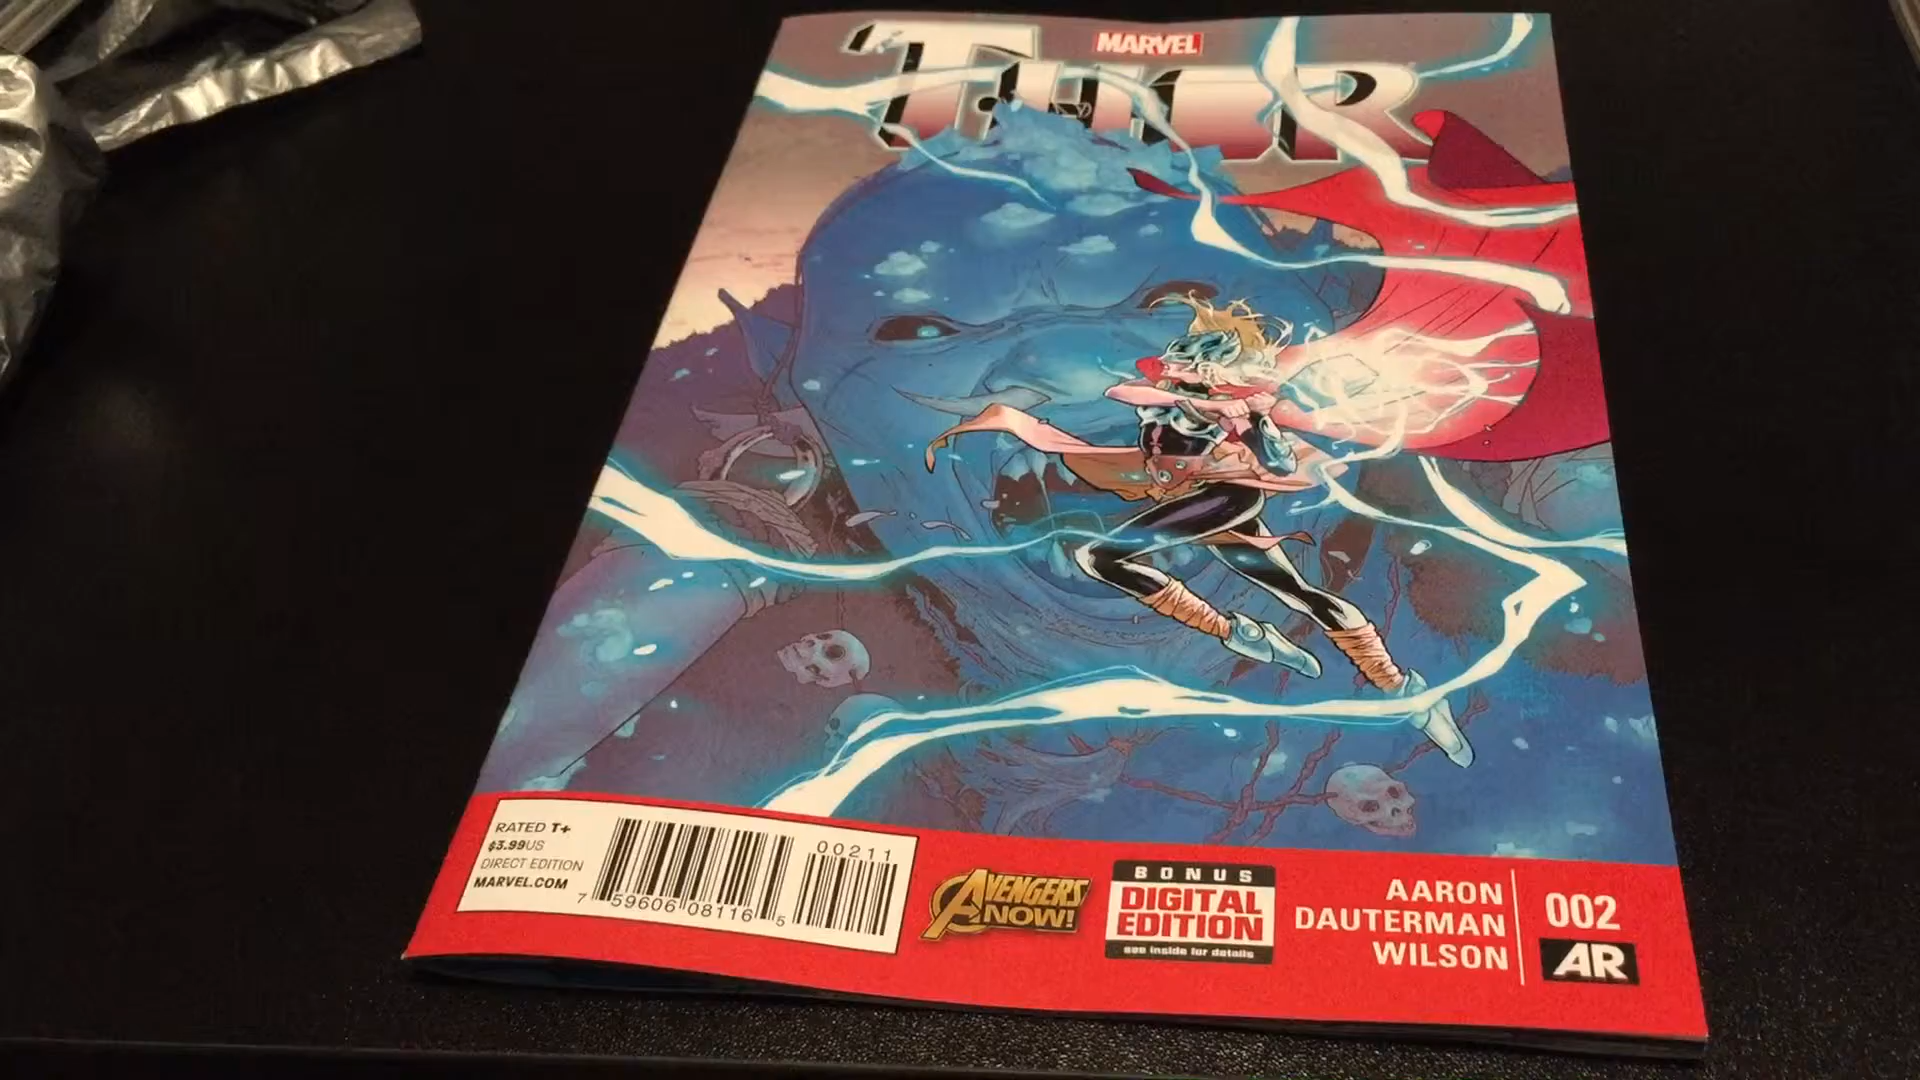 MARVEL
THOR
RATED T+
$3.99US
DIRECT EDITION
MARVEL.COM
00211
7 59606 08116 5
AVENGERS
NOW!
BONUS
DIGITAL
EDITION
see inside for details
AARON
DAUTERMAN
WILSON
002
AR